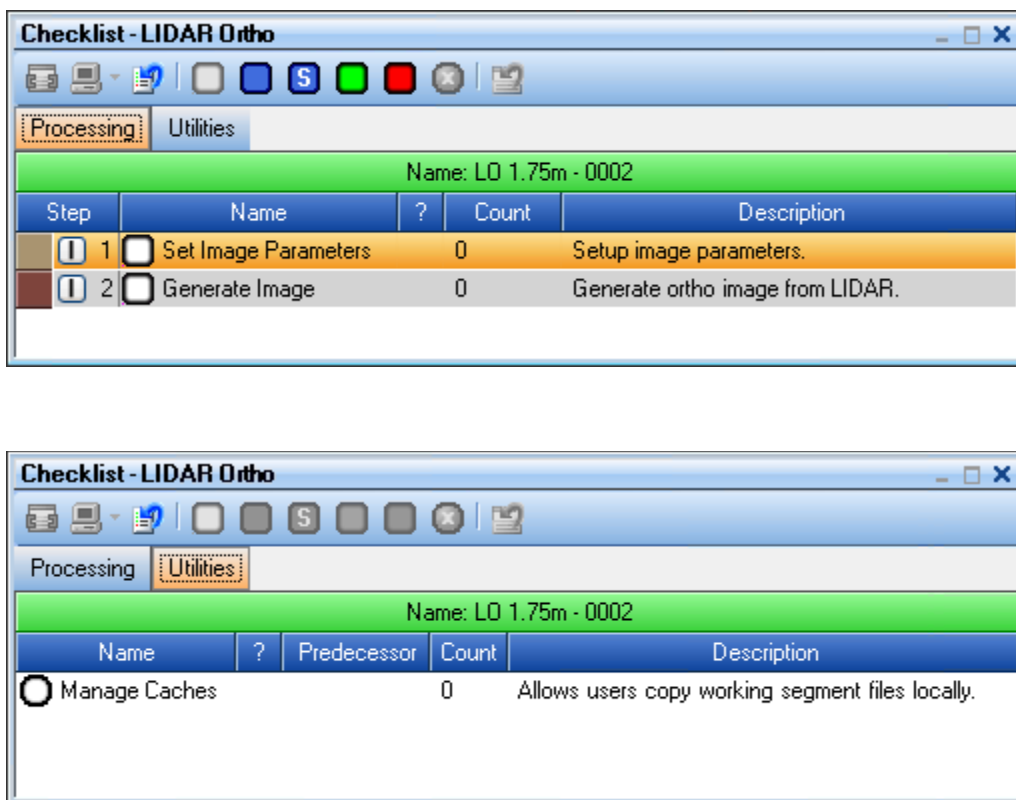 Checklist - LIDAR Ortho
S
Processing Utilities
Name: LO 1.75m - 0002
Step Name ? Count Description
I 1 Set Image Parameters 0 Setup image parameters.
I 2 Generate Image 0 Generate ortho image from LIDAR.
Checklist - LIDAR Ortho
S
Processing Utilities
Name: LO 1.75m - 0002
Name ? Predecessor Count Description
Manage Caches 0 Allows users copy working segment files locally.